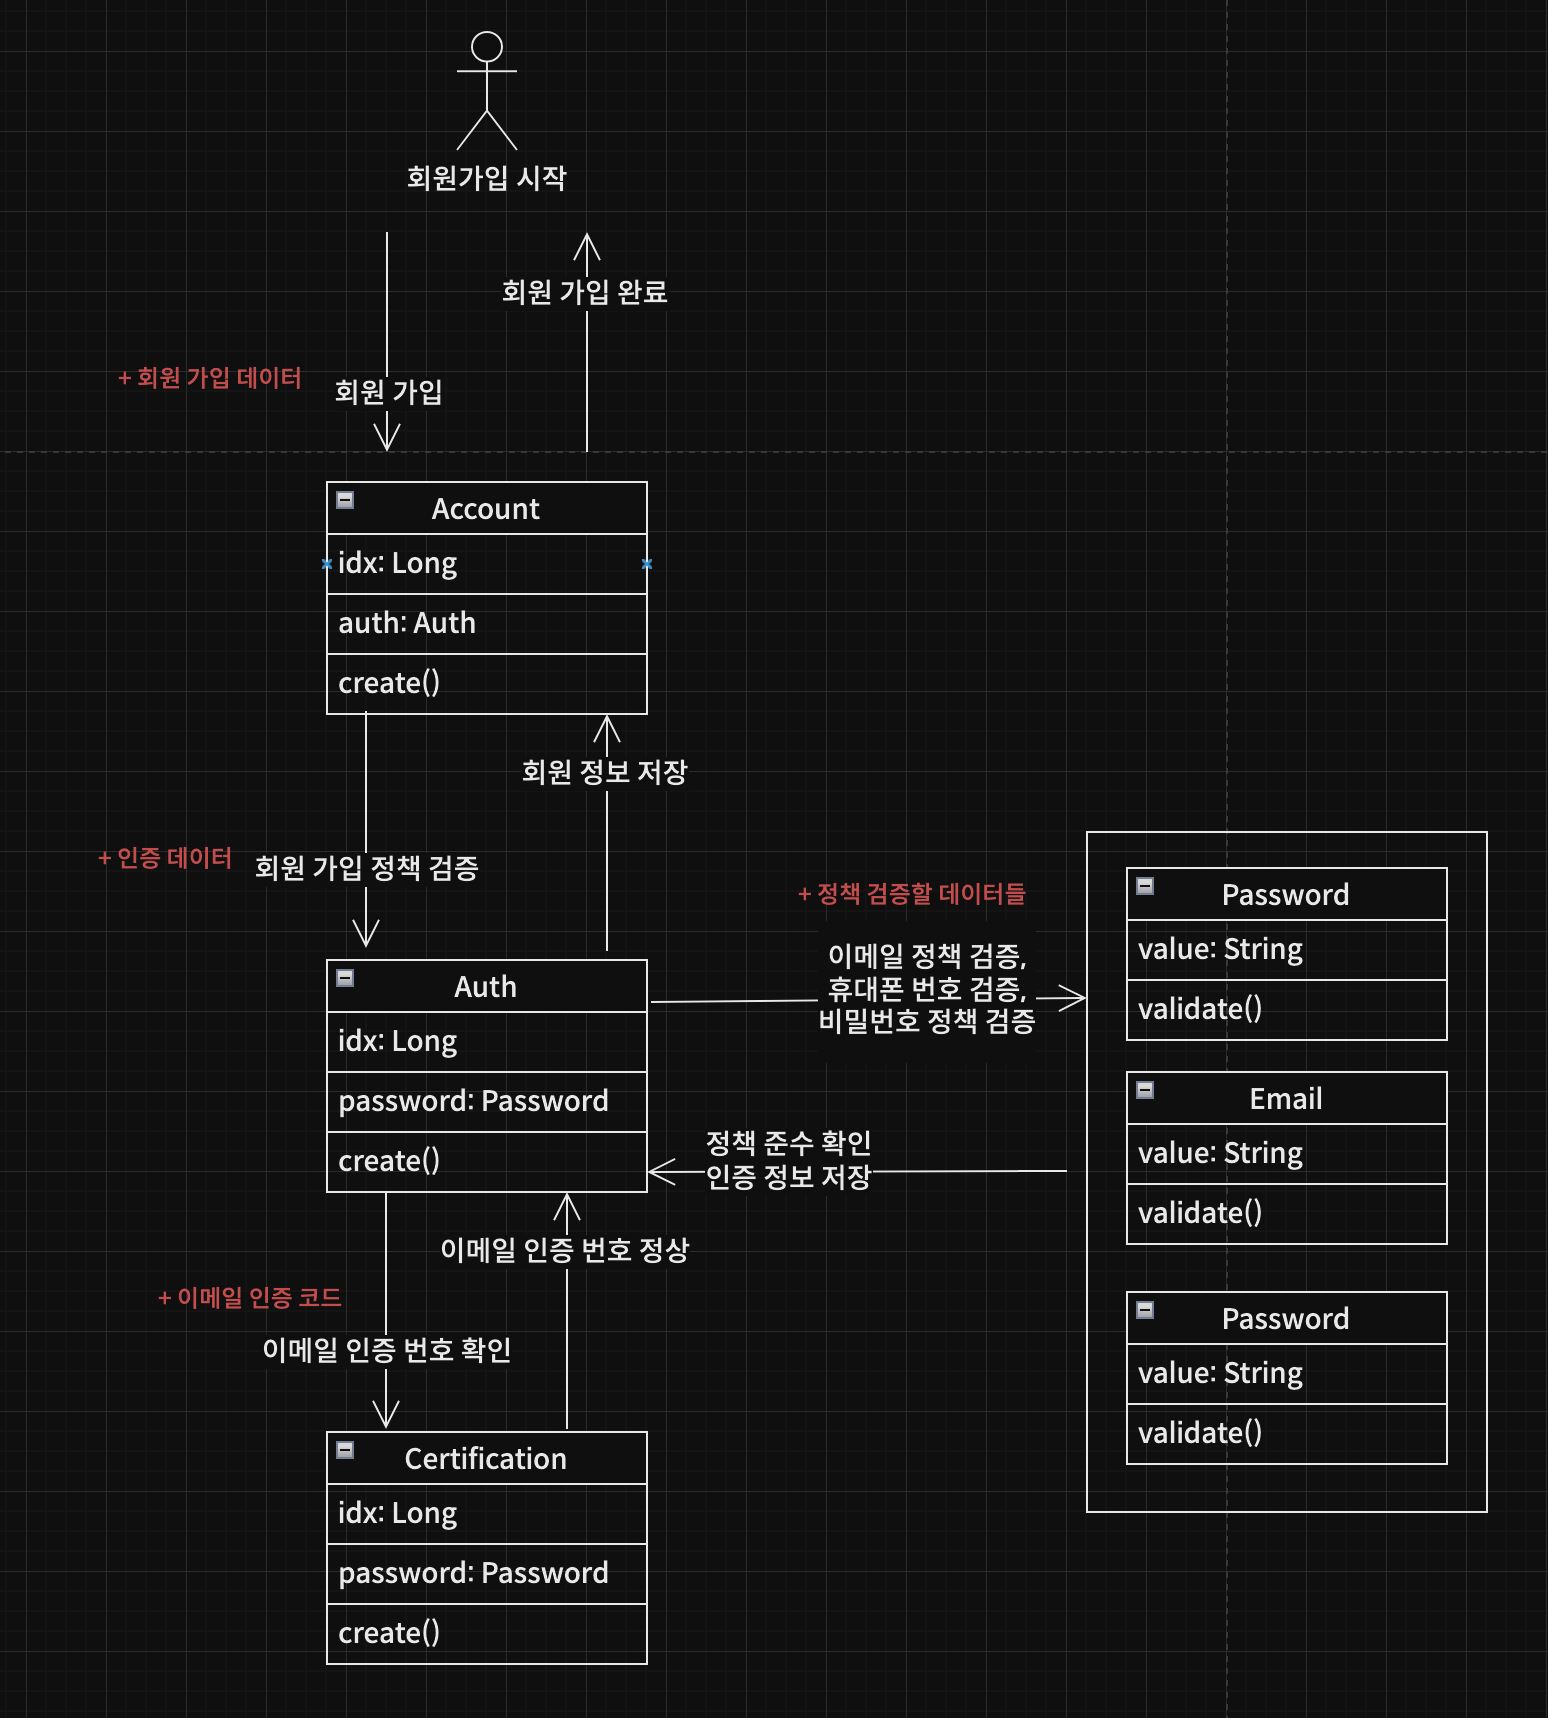 회원가입 시작
회원 가입 완료
+ 회원 가입 데이터
회원 가입
Account
idx: Long
auth: Auth
create()
회원 정보 저장
+ 인증 데이터
회원 가입 정책 검증
+ 정책 검증할 데이터들
이메일 정책 검증,
휴대폰 번호 검증,
비밀번호 정책 검증
Auth
idx: Long
password: Password
create()
정책 준수 확인
인증 정보 저장
Password
value: String
validate()
Email
value: String
validate()
Password
value: String
validate()
이메일 인증 번호 정상
+ 이메일 인증 코드
이메일 인증 번호 확인
Certification
idx: Long
password: Password
create()